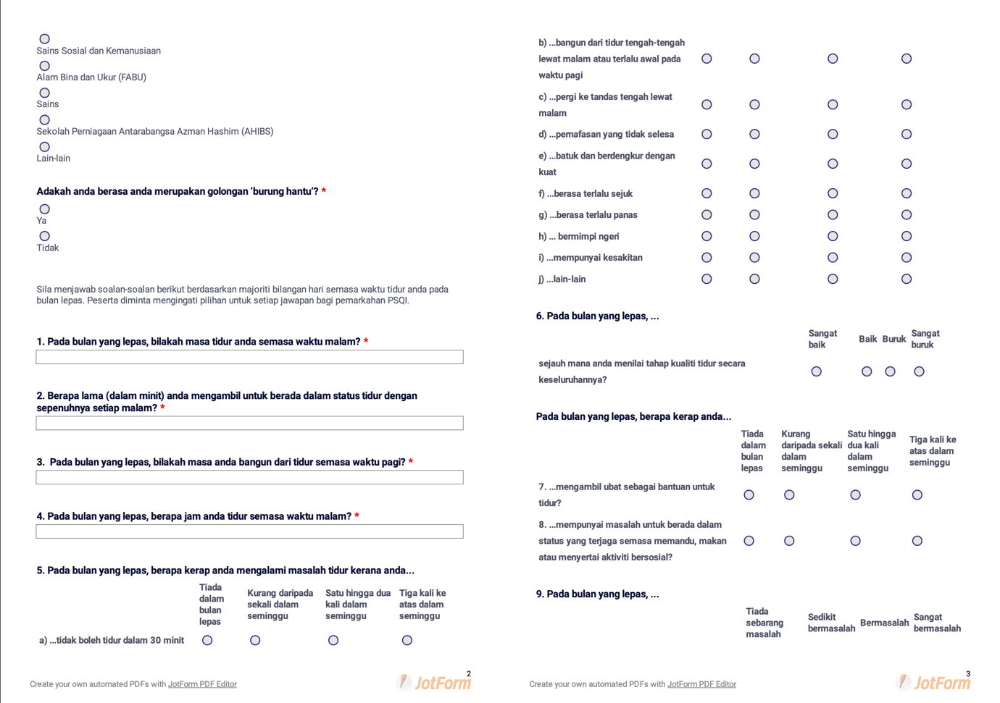 Sains Sosial dan Kemanusiaan
Alam Bina dan Ukur (FABU)
Sains
Sekolah Perniagaan Antarabangsa Azman Hashim (AHIBS)
Lain-lain
Adakah anda berasa anda merupakan golongan ‘burung hantu’? *
Ya
Tidak
Sila menjawab soalan-soalan berikut berdasarkan majoriti bilangan hari semasa waktu tidur anda pada
bulan lepas. Peserta diminta mengingati pilihan untuk setiap jawapan bagi pemarkahan PSQI.
1. Pada bulan yang lepas, bilakah masa tidur anda semasa waktu malam? *
2. Berapa lama (dalam minit) anda mengambil untuk berada dalam status tidur dengan
sepenuhnya setiap malam? *
3. Pada bulan yang lepas, bilakah masa anda bangun dari tidur semasa waktu pagi? *
4. Pada bulan yang lepas, berapa jam anda tidur semasa waktu malam? *
5. Pada bulan yang lepas, berapa kerap anda mengalami masalah tidur kerana anda...
Tiada
dalam
bulan
lepas
Kurang daripada
sekali dalam
seminggu
Satu hingga dua
kali dalam
seminggu
Tiga kali ke
atas dalam
seminggu
a) ...tidak boleh tidur dalam 30 minit
2
Create your own automated PDFs with JotForm PDF Editor
JotForm
b) ...bangun dari tidur tengah-tengah
lewat malam atau terlalu awal pada
waktu pagi
c) ...pergi ke tandas tengah lewat
malam
d) ...pernafasan yang tidak selesa
e) ...batuk dan berdengkur dengan
kuat
f) ...berasa terlalu sejuk
g) ...berasa terlalu panas
h) ... bermimpi ngeri
i) ...mempunyai kesakitan
j) ...lain-lain
6. Pada bulan yang lepas, ...
Sangat
baik
Baik
Buruk
Sangat
buruk
sejauh mana anda menilai tahap kualiti tidur secara
keseluruhannya?
Pada bulan yang lepas, berapa kerap anda...
Tiada
dalam
bulan
lepas
Kurang
daripada sekali
dalam
seminggu
Satu hingga
dua kali
dalam
seminggu
Tiga kali ke
atas dalam
seminggu
7. ...mengambil ubat sebagai bantuan untuk
tidur?
8. ...mempunyai masalah untuk berada dalam
status yang terjaga semasa memandu, makan
atau menyertai aktiviti bersosial?
9. Pada bulan yang lepas, ...
Tiada
sebarang
masalah
Sedikit
bermasalah
Bermasalah
Sangat
bermasalah
3
Create your own automated PDFs with JotForm PDF Editor
JotForm